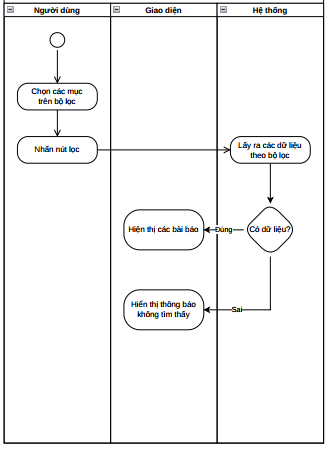 Người dùng
Giao diện
Hệ thống
Chọn các mục
trên bộ lọc
Nhấn nút lọc
Lấy ra các dữ liệu
theo bộ lọc
Có dữ liệu?
Đúng
Hiện thị các bài báo
Sai
Hiển thị thông báo
không tìm thấy